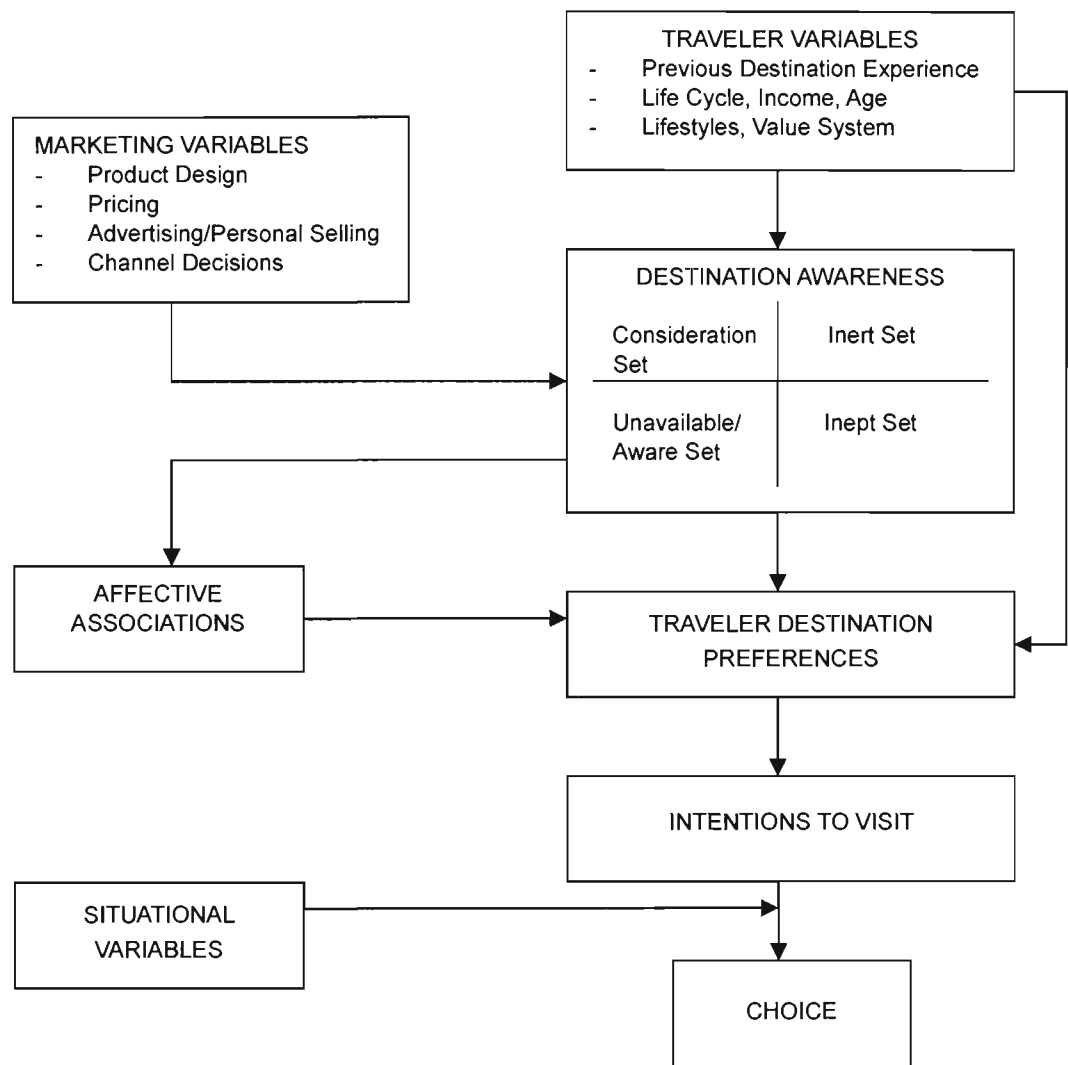 TRAVELER VARIABLES
- Previous Destination Experience
- Life Cycle, Income, Age
- Lifestyles, Value System
MARKETING VARIABLES
- Product Design
- Pricing
- Advertising/Personal Selling
- Channel Decisions
DESTINATION AWARENESS
Consideration
Set
Inert Set
Unavailable/
Aware Set
Inept Set
AFFECTIVE
ASSOCIATIONS
TRAVELER DESTINATION
PREFERENCES
INTENTIONS TO VISIT
SITUATIONAL
VARIABLES
CHOICE